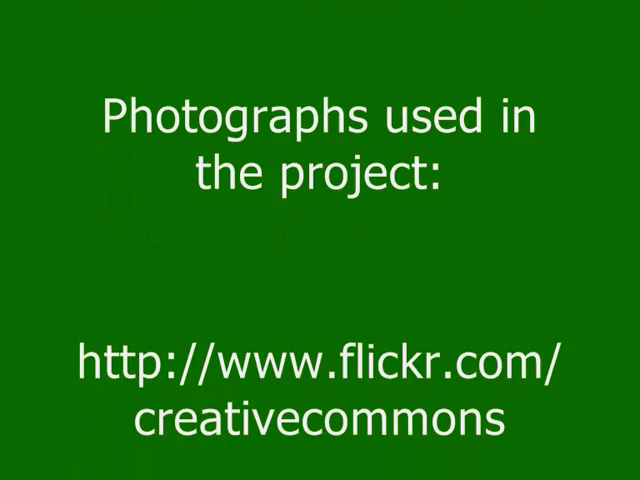 Photographs used in
the project:
http://www.flickr.com/
creativecommons